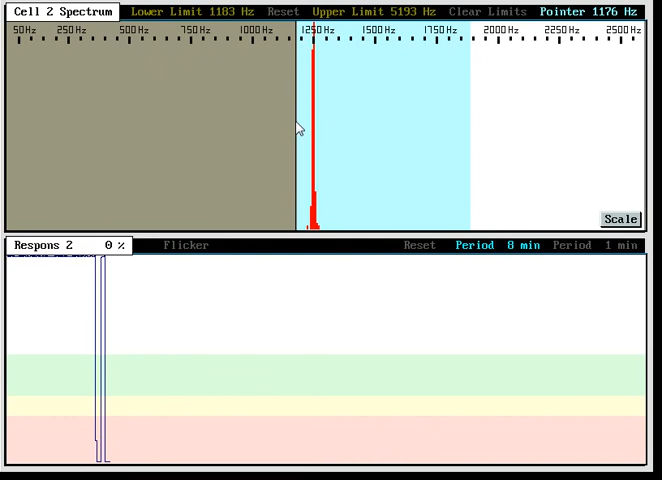 Cell 2 Spectrum Lower Limit 1183 Hz Reset Upper Limit 5193 Hz Clear Limits Pointer 1176 Hz
50Hz 250Hz 500Hz 750Hz 1000Hz 1250Hz 1500Hz 1750Hz 2000Hz 2250Hz 2500Hz
Scale
Respons 2 0 % Flicker Reset Period 8 min Period 1 min